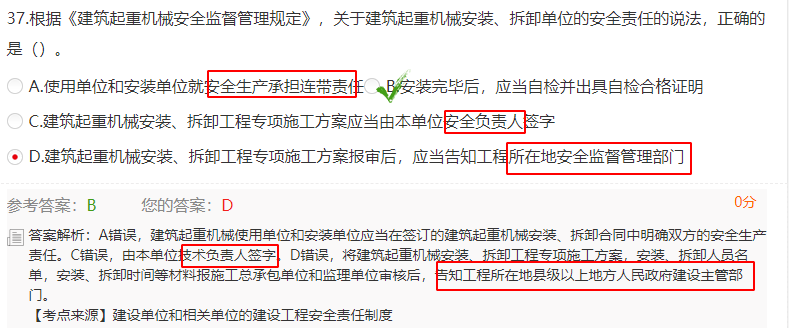 37.根据《建筑起重机械安全监督管理规定》，关于建筑起重机械安装、拆卸单位的安全责任的说法，正确的
是（）。
A.使用单位和安装单位就安全生产承担连带责任 B.安装完毕后，应当自检并出具自检合格证明
C.建筑起重机械安装、拆卸工程专项施工方案应当由本单位安全负责人签字
D.建筑起重机械安装、拆卸工程专项施工方案报审后，应当告知工程所在地安全监督管理部门
参考答案：B 您的答案：D 0分
答案解析：A错误，建筑起重机械使用单位和安装单位应当在签订的建筑起重机械安装、拆卸合同中明确双方的安全生产
责任。C错误，由本单位技术负责人签字。D错误，将建筑起重机械安装、拆卸工程专项施工方案，安装、拆卸人员名
单，安装、拆卸时间等材料报施工总承包单位和监理单位审核后，告知工程所在地县级以上地方人民政府建设主管部
门。
【考点来源】建设单位和相关单位的建设工程安全责任制度